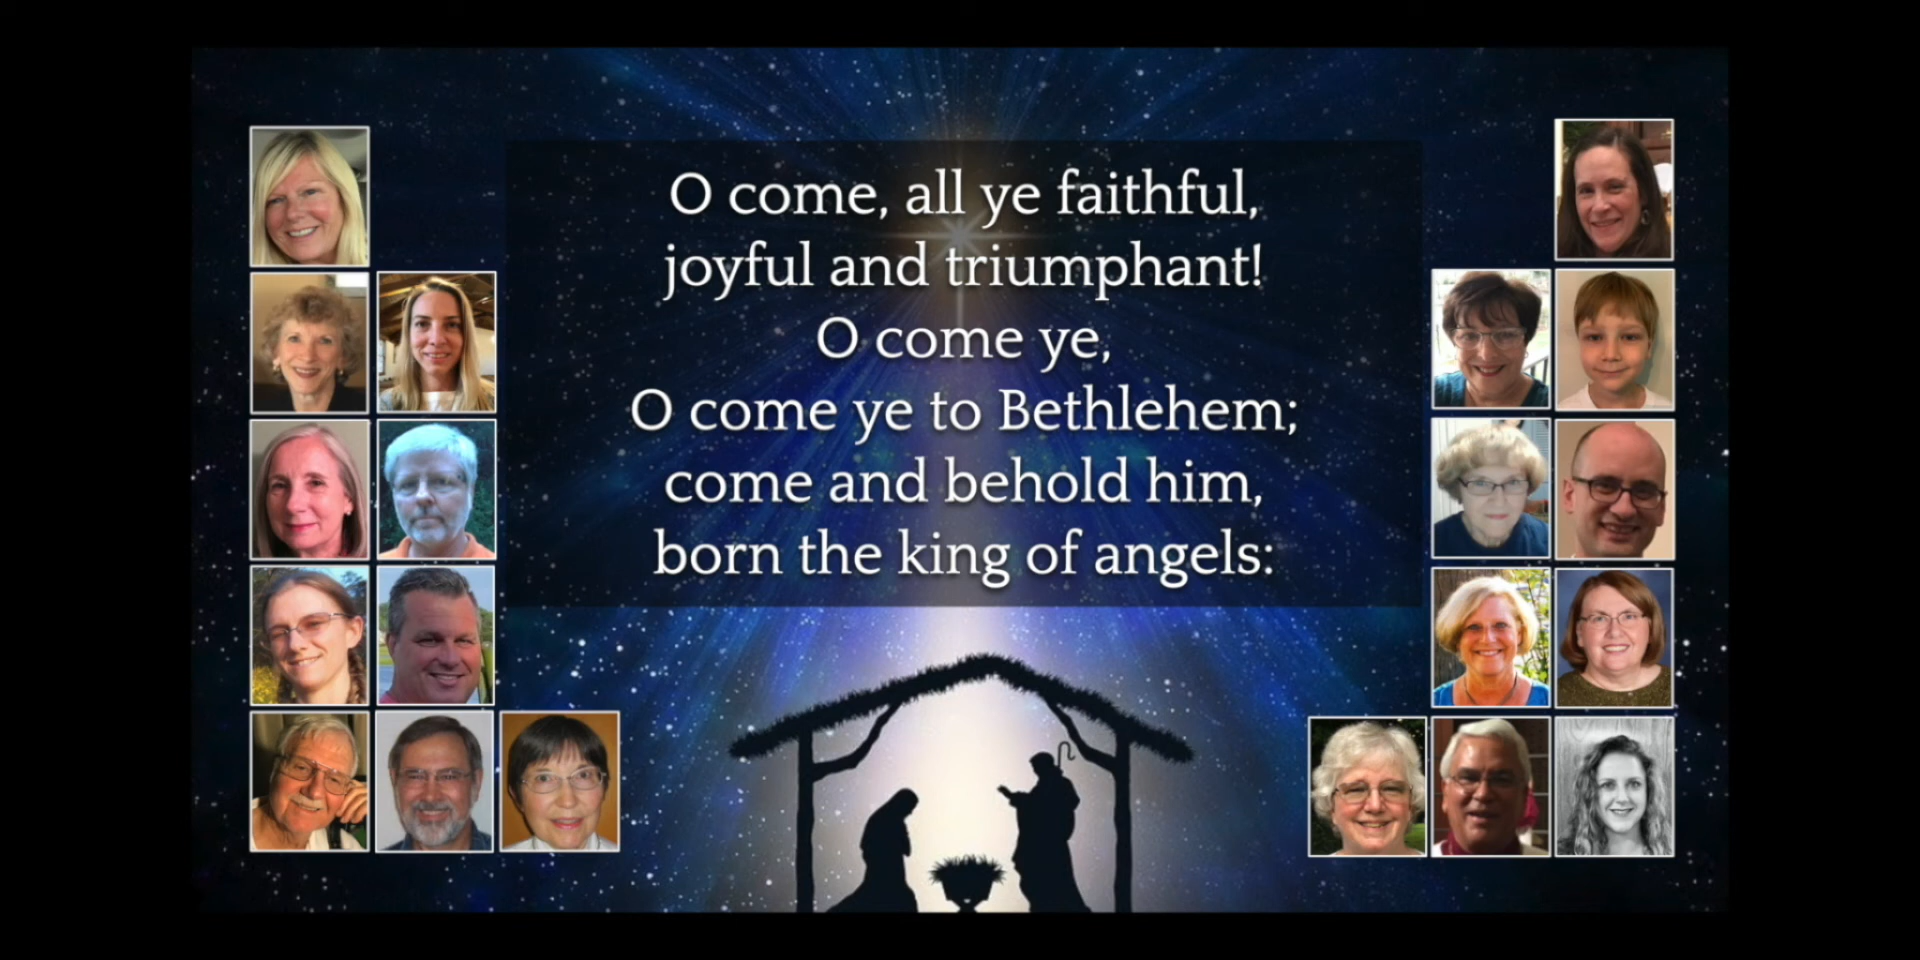 O come, all ye faithful,
joyful and triumphant!
O come ye,
O come ye to Bethlehem;
come and behold him,
born the king of angels: